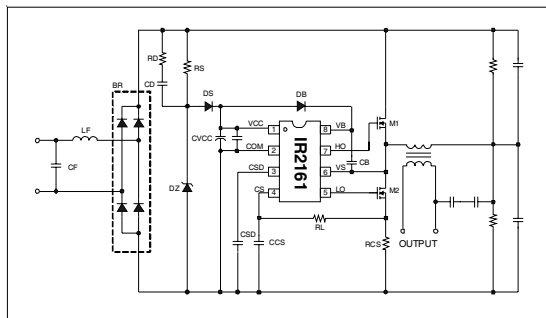 RD
RS
BR
CD
DS
DB
LF
CF
DZ
CVCC
VCC
1
COM
2
CSD
3
CS
4
IR2161
8
VB
7
HO
6
VS
5
LO
CB
M1
M2
CSD
CCS
RL
RCS
OUTPUT